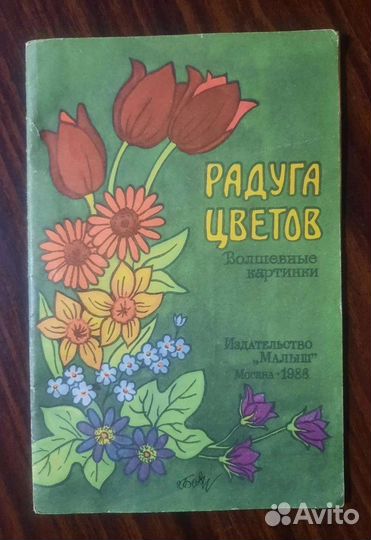 РАДУГА
ЦВЕТОВ
Волшебные
картинки
Издательство
„Малыш"
Москва · 1988
Avito